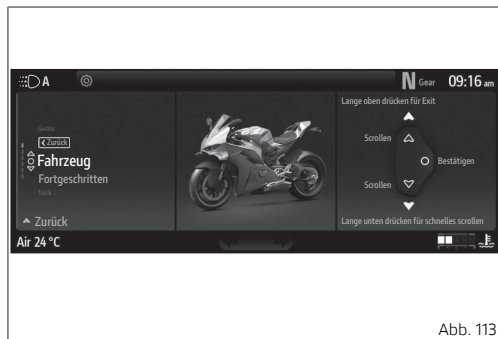 A
N Gear 09:16 am
Geräte
Zurück
Fahrzeug
Fortgeschritten
Track
Zurück
Lange oben drücken für Exit
Scrollen
Bestätigen
Scrollen
Lange unten drücken für schnelles scrollen
Air 24 °C
Abb. 113